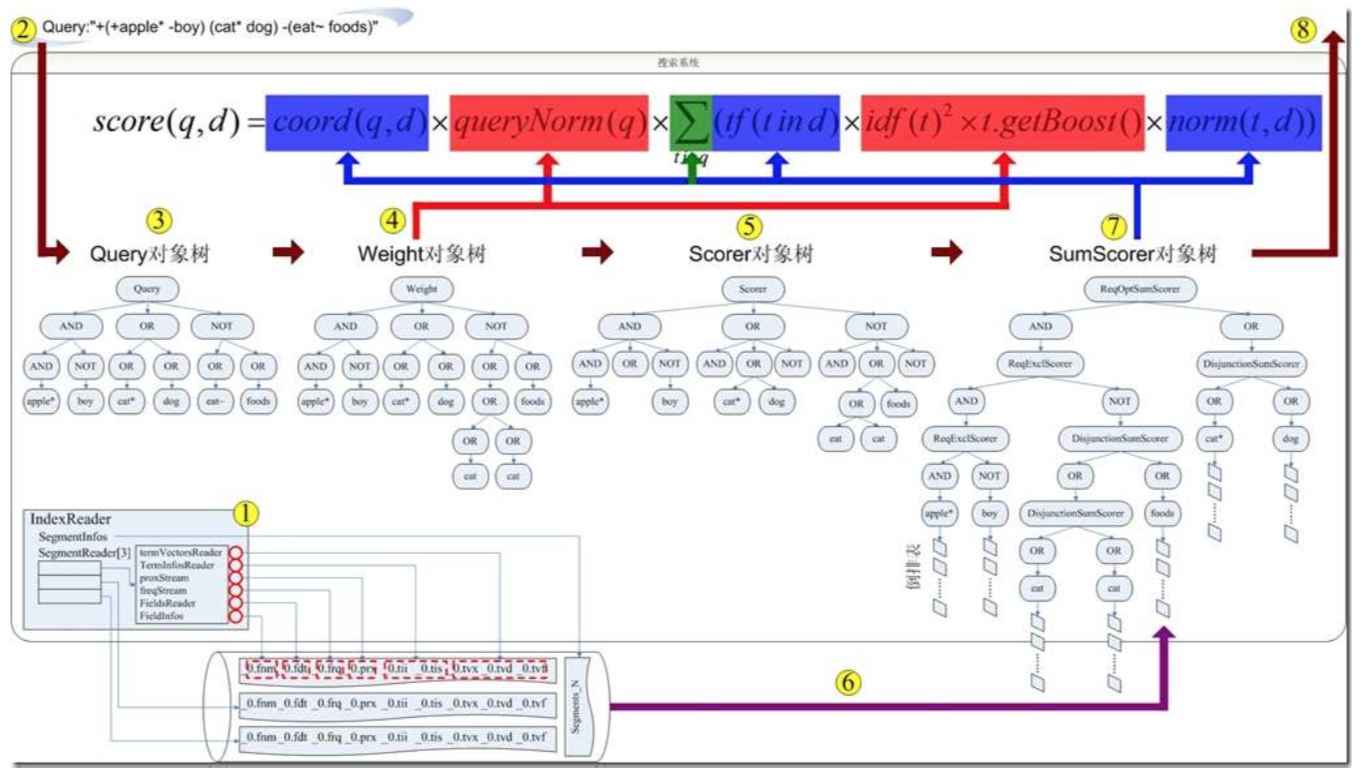 ② Query:"+(+apple* -boy) (cat* dog) -(eat~ foods)"
⑧
搜索系统
score(q,d) = coord(q,d) × queryNorm(q) × ∑ (tf(t in d) × idf(t)² × t.getBoost() × norm(t,d))
t in q
③ ④ ⑤ ⑦
Query对象树 Weight对象树 Scorer对象树 SumScorer对象树
Query
AND OR NOT
AND NOT OR OR OR OR
apple* boy cat* dog eat~ foods
Weight
AND OR NOT
AND NOT OR OR OR OR
apple* boy cat* dog OR foods
OR OR
eat cat
Scorer
AND OR NOT
AND OR NOT AND OR NOT AND OR NOT
apple* boy cat* dog OR foods
eat cat
ReqOptSumScorer
AND OR
ReqExclScorer DisjunctionSumScorer
AND NOT OR OR
ReqExclScorer DisjunctionSumScorer cat* dog
AND NOT OR OR
apple* boy DisjunctionSumScorer foods
OR OR
eat cat
倒排表
①
IndexReader
SegmentInfos
SegmentReader[3]
termVectorsReader
TermInfosReader
proxStream
freqStream
FieldsReader
FieldInfos
⑥
_0.fnm _0.fdt _0.frq _0.prx _0.tii _0.tis _0.tvx _0.tvd _0.tvf
_0.fnm _0.fdt _0.frq _0.prx _0.tii _0.tis _0.tvx _0.tvd _0.tvf
_0.fnm _0.fdt _0.frq _0.prx _0.tii _0.tis _0.tvx _0.tvd _0.tvf
Segments_N